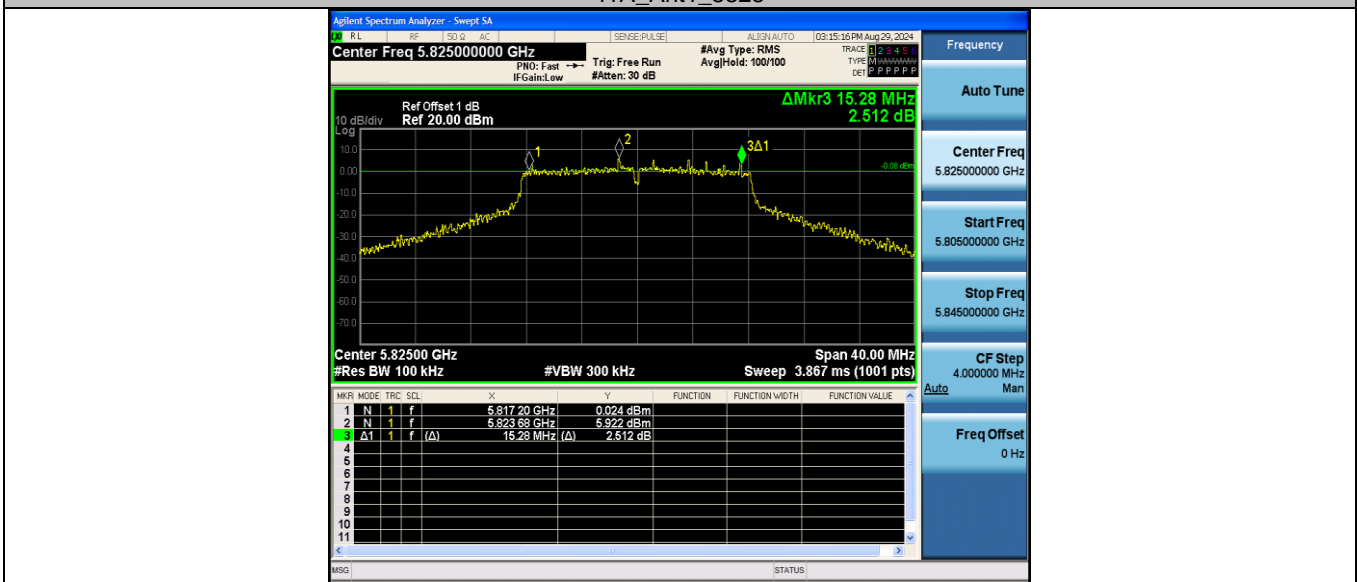 11A_Ant1_5825
Agilent Spectrum Analyzer - Swept SA
RL RF 50 Ω AC SENSE:PULSE ALIGN AUTO 03:15:16 PM Aug 29, 2024
Center Freq 5.825000000 GHz
PNO: Fast
IFGain:Low
Trig: Free Run
#Atten: 30 dB
#Avg Type: RMS
Avg|Hold: 100/100
TRACE 1 2 3 4 5 6
TYPE M
DET P P P P P P
ΔMkr3 15.28 MHz
2.512 dB
Ref Offset 1 dB
10 dB/div Ref 20.00 dBm
Log
10.0
0.00
-10.0
-20.0
-30.0
-40.0
-50.0
-60.0
-70.0
1
2
3Δ1
-0.08 dBm
Center 5.82500 GHz Span 40.00 MHz
#Res BW 100 kHz #VBW 300 kHz Sweep 3.867 ms (1001 pts)
MKR MODE TRC SCL X Y FUNCTION FUNCTION WIDTH FUNCTION VALUE
1 N 1 f 5.817 20 GHz 0.024 dBm
2 N 1 f 5.823 68 GHz 5.922 dBm
3 Δ1 1 f (Δ) 15.28 MHz (Δ) 2.512 dB
4
5
6
7
8
9
10
11
MSG STATUS
Frequency
Auto Tune
Center Freq
5.825000000 GHz
Start Freq
5.805000000 GHz
Stop Freq
5.845000000 GHz
CF Step
4.000000 MHz
Auto Man
Freq Offset
0 Hz